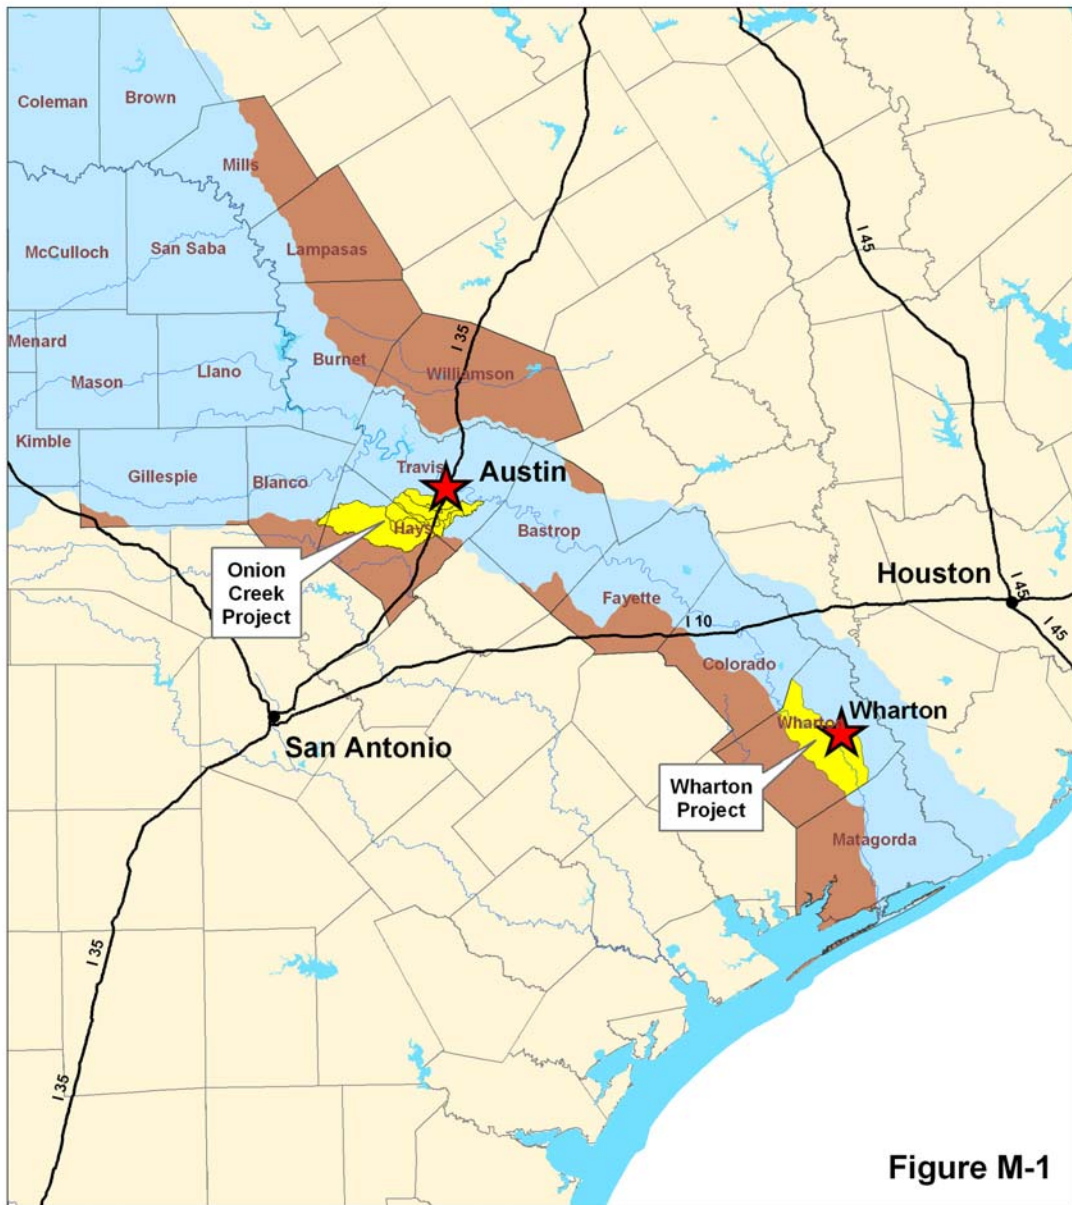 Coleman
Brown
Mills
McCulloch
San Saba
Lampasas
I 45
Menard
Mason
Llano
Burnet
I 35
Williamson
Kimble
Gillespie
Blanco
Travis
Austin
Hays
Bastrop
Onion
Creek
Project
Houston
Fayette
I 45
I 10
I 45
Colorado
Wharton
Wharton
San Antonio
Wharton
Project
Matagorda
I 35
I 35
Figure M-1